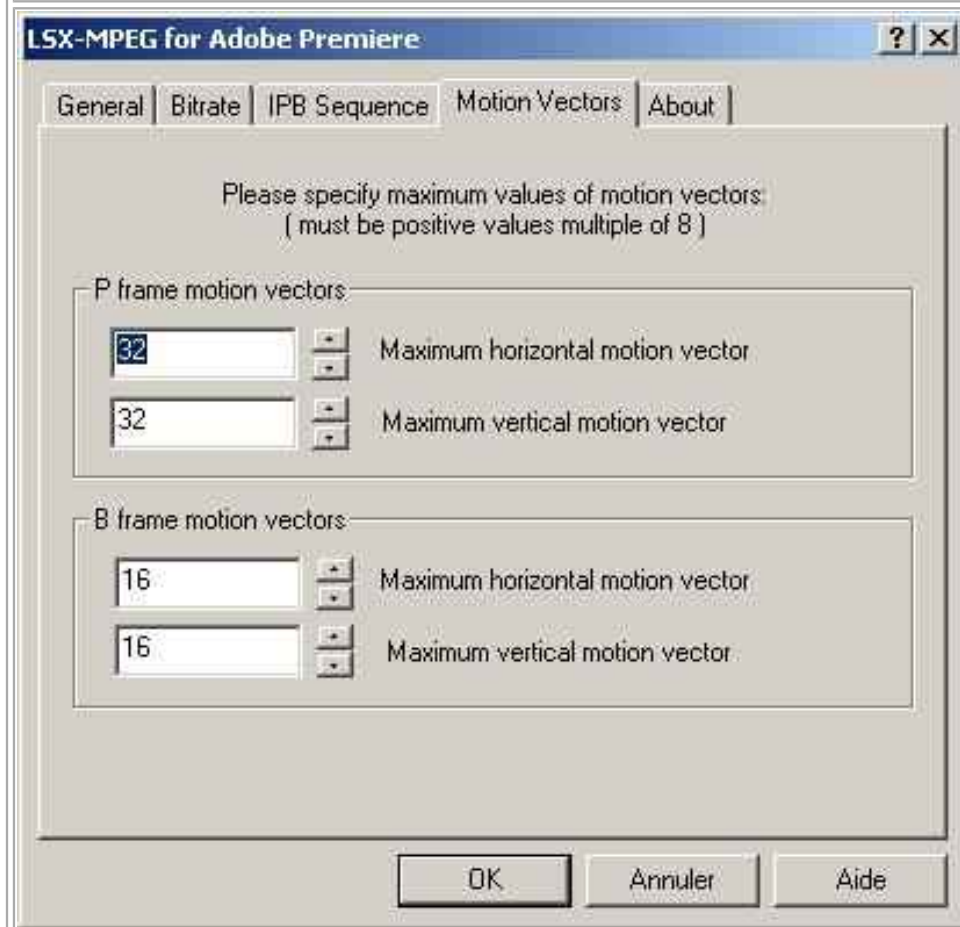 LSX-MPEG for Adobe Premiere
General Bitrate IPB Sequence Motion Vectors About
Please specify maximum values of motion vectors:
( must be positive values multiple of 8 )
P frame motion vectors
32 Maximum horizontal motion vector
32 Maximum vertical motion vector
B frame motion vectors
16 Maximum horizontal motion vector
16 Maximum vertical motion vector
OK Annuler Aide